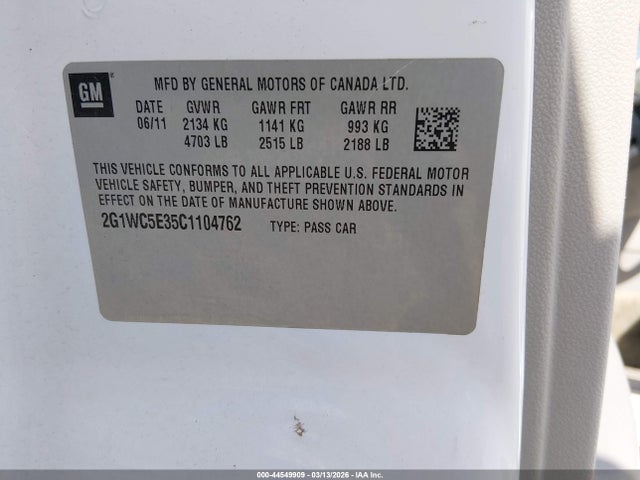 GM
MFD BY GENERAL MOTORS OF CANADA LTD.
DATE GVWR GAWR FRT GAWR RR
06/11 2134 KG 1141 KG 993 KG
4703 LB 2515 LB 2188 LB
THIS VEHICLE CONFORMS TO ALL APPLICABLE U.S. FEDERAL MOTOR
VEHICLE SAFETY, BUMPER, AND THEFT PREVENTION STANDARDS IN
EFFECT ON THE DATE OF MANUFACTURE SHOWN ABOVE.
2G1WC5E35C1104762 TYPE: PASS CAR
000-44549909 | 03/13/2026 | IAA Inc.